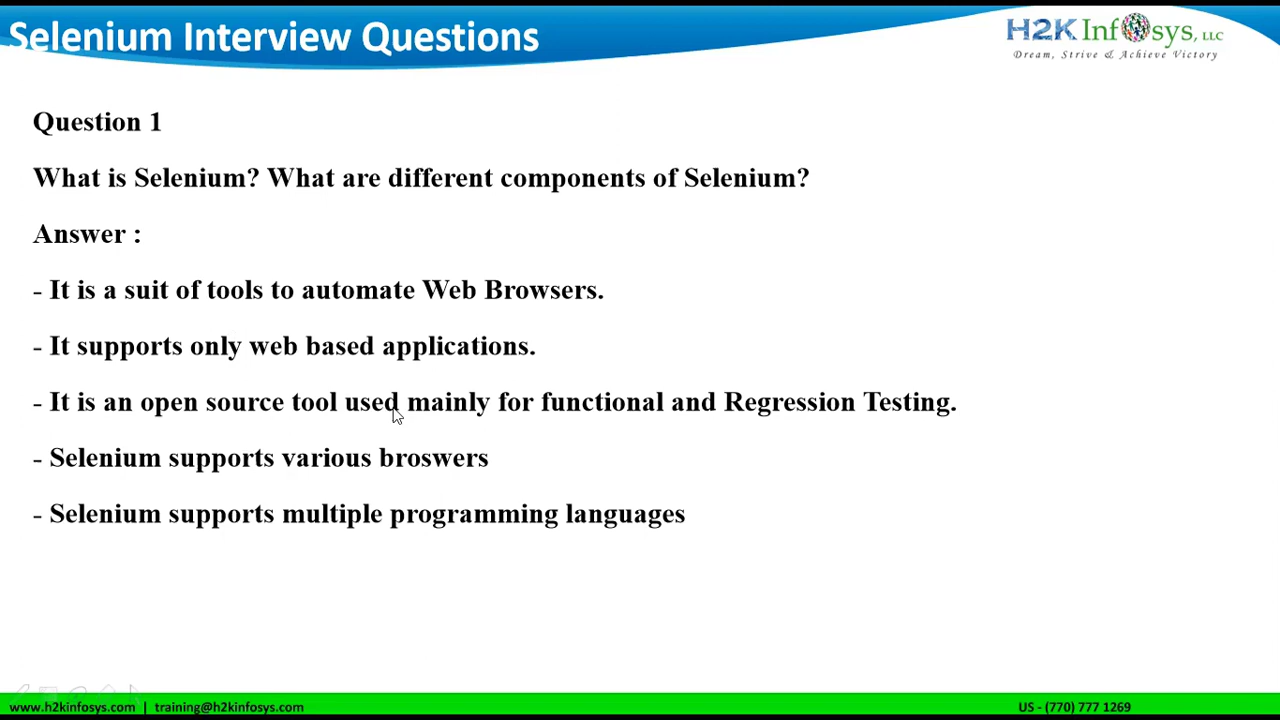 Selenium Interview Questions
H2K Infosys, LLC
Dream, Strive & Achieve Victory
Question 1
What is Selenium? What are different components of Selenium?
Answer :
- It is a suit of tools to automate Web Browsers.
- It supports only web based applications.
- It is an open source tool used mainly for functional and Regression Testing.
- Selenium supports various broswers
- Selenium supports multiple programming languages
www.h2kinfosys.com | training@h2kinfosys.com
US - (770) 777 1269